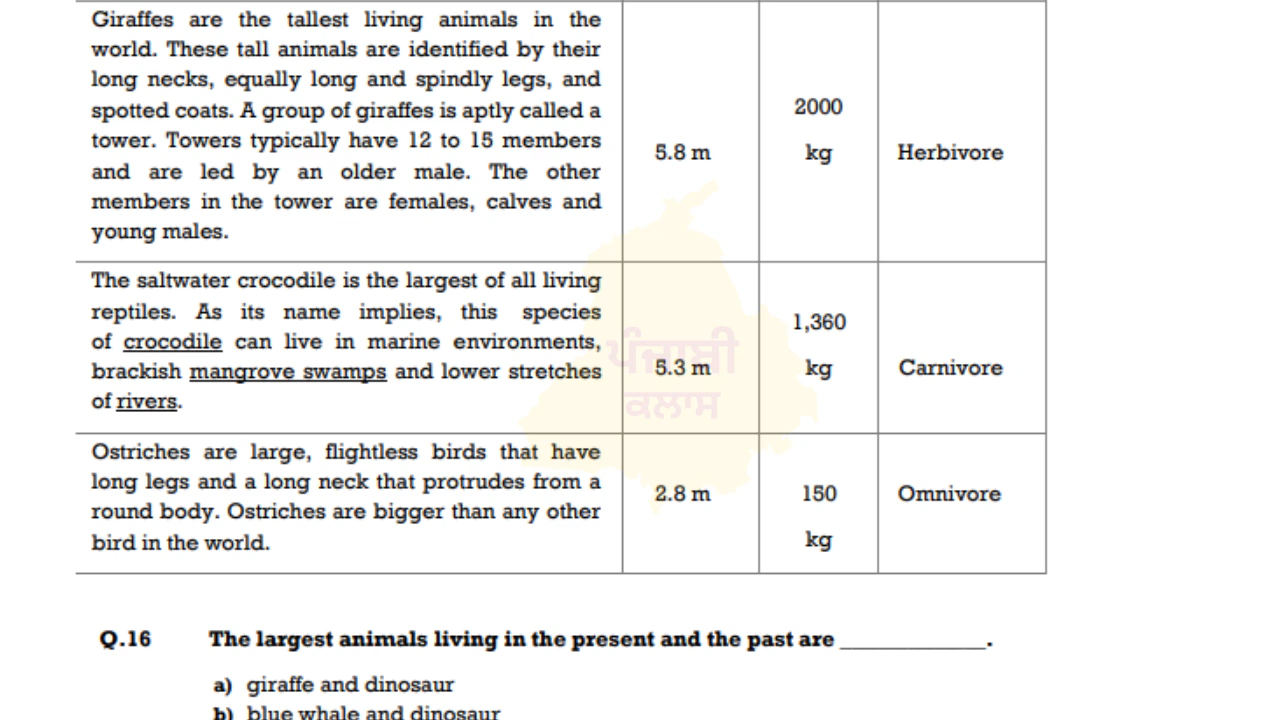 Giraffes are the tallest living animals in the
world. These tall animals are identified by their
long necks, equally long and spindly legs, and
spotted coats. A group of giraffes is aptly called a
tower. Towers typically have 12 to 15 members
and are led by an older male. The other
members in the tower are females, calves and
young males.
5.8 m
2000
kg
Herbivore
The saltwater crocodile is the largest of all living
reptiles. As its name implies, this species
of crocodile can live in marine environments,
brackish mangrove swamps and lower stretches
of rivers.
5.3 m
1,360
kg
Carnivore
Ostriches are large, flightless birds that have
long legs and a long neck that protrudes from a
round body. Ostriches are bigger than any other
bird in the world.
2.8 m
150
kg
Omnivore
ਪੰਜਾਬੀ
ਕਲਾਸ
Q.16 The largest animals living in the present and the past are _____________.
a) giraffe and dinosaur
b) blue whale and dinosaur